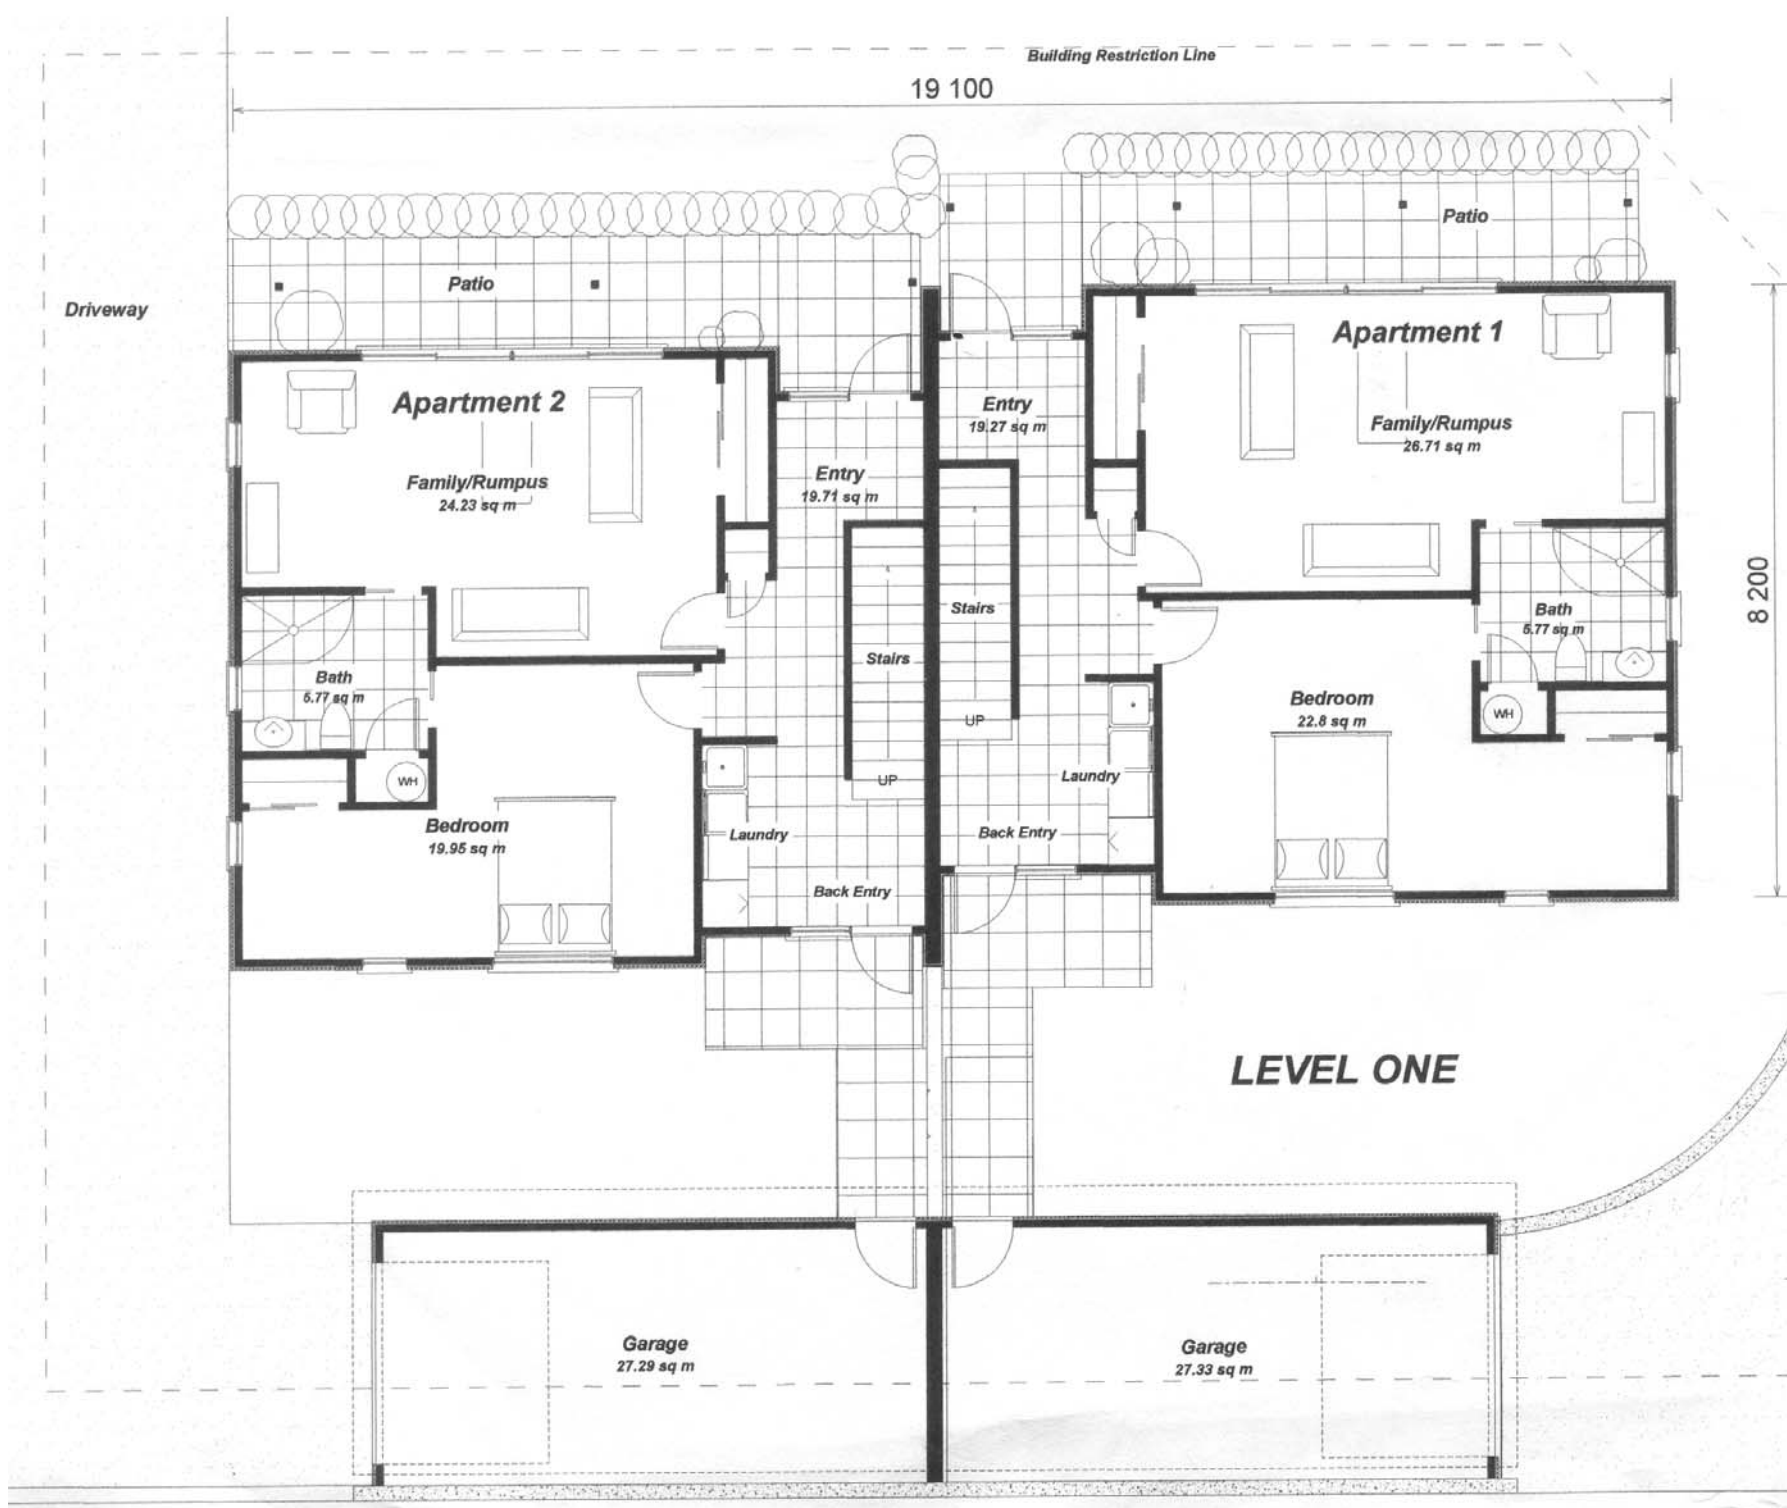 Building Restriction Line
19 100
Patio
Patio
Driveway
Apartment 1
Apartment 2
Entry
19.27 sq m
Family/Rumpus
26.71 sq m
Entry
19.71 sq m
Family/Rumpus
24.23 sq m
8 200
Stairs
Bath
5.77 sq m
Stairs
Bath
5.77 sq m
Bedroom
22.8 sq m
WH
UP
Laundry
UP
WH
Bedroom
19.95 sq m
Laundry
Back Entry
Back Entry
LEVEL ONE
Garage
27.29 sq m
Garage
27.33 sq m